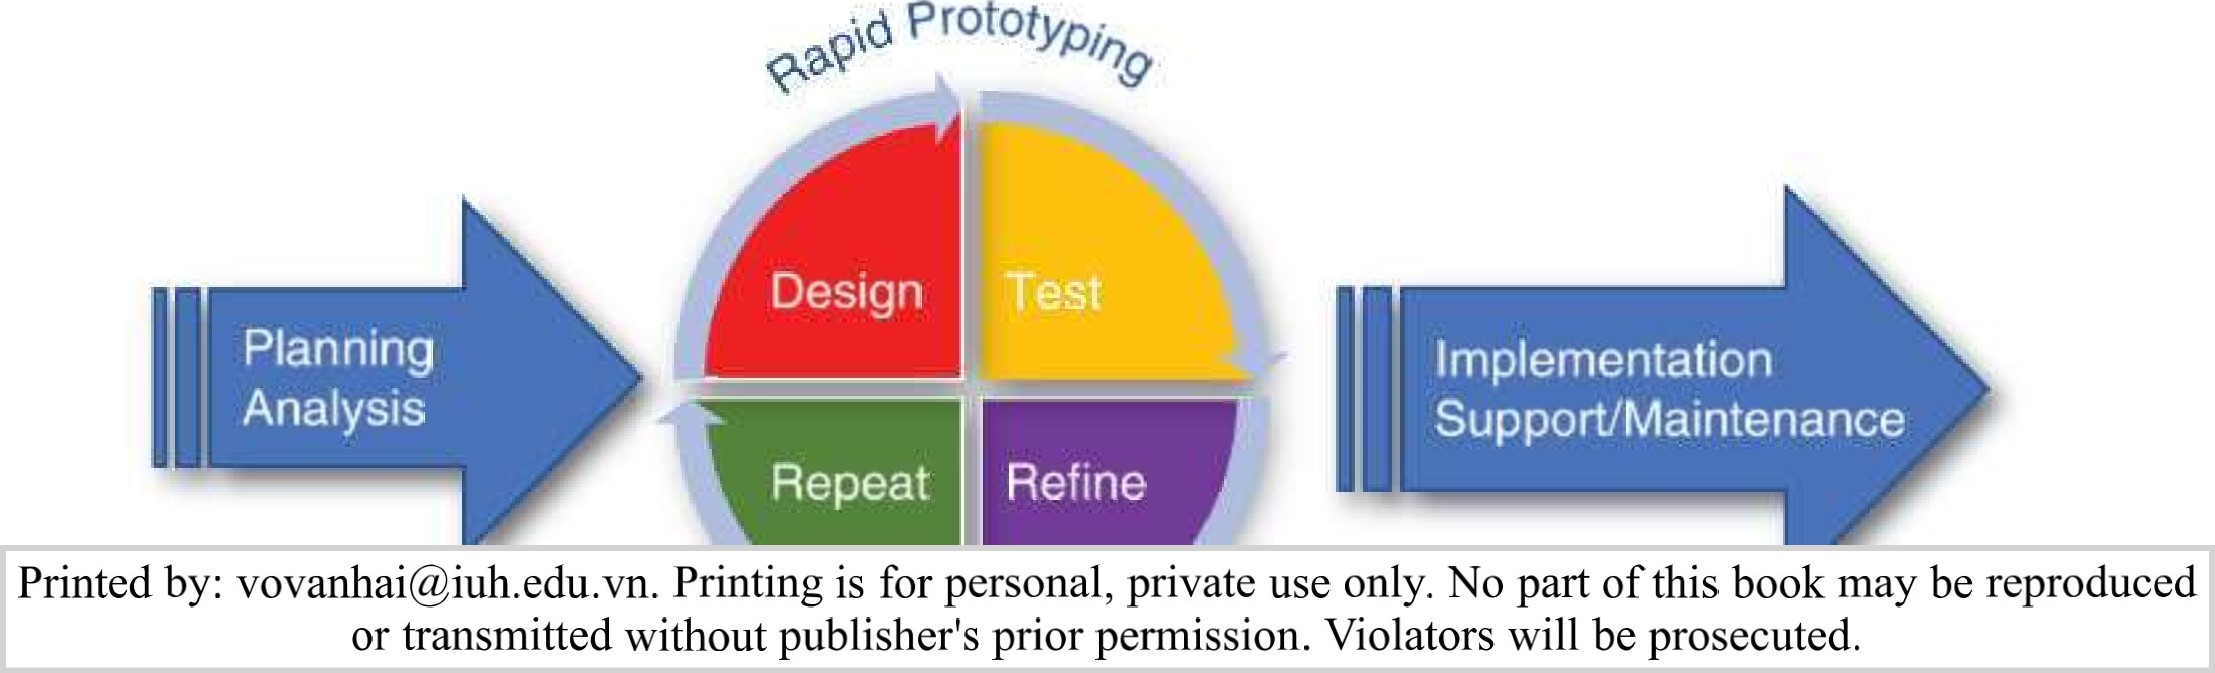 Rapid Prototyping
Design
Test
Planning
Analysis
Implementation
Support/Maintenance
Repeat
Refine
Printed by: vovanhai@iuh.edu.vn. Printing is for personal, private use only. No part of this book may be reproduced
or transmitted without publisher's prior permission. Violators will be prosecuted.